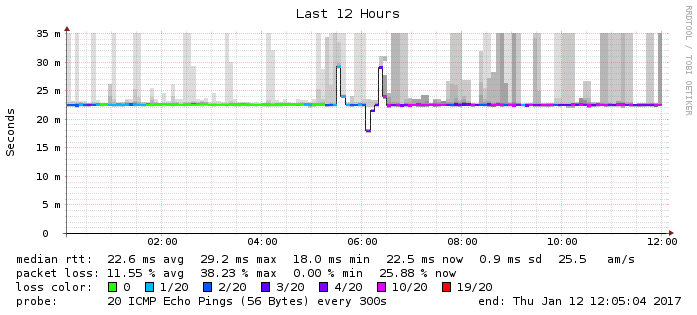 Last 12 Hours
RRDTOOL / TOBI OETIKER
Seconds
35 m
30 m
25 m
20 m
15 m
10 m
5 m
0
02:00 04:00 06:00 08:00 10:00 12:00
median rtt: 22.6 ms avg 29.2 ms max 18.0 ms min 22.5 ms now 0.9 ms sd 25.5 am/s
packet loss: 11.55 % avg 38.23 % max 0.00 % min 25.88 % now
loss color: 0 1/20 2/20 3/20 4/20 10/20 19/20
probe: 20 ICMP Echo Pings (56 Bytes) every 300s end: Thu Jan 12 12:05:04 2017